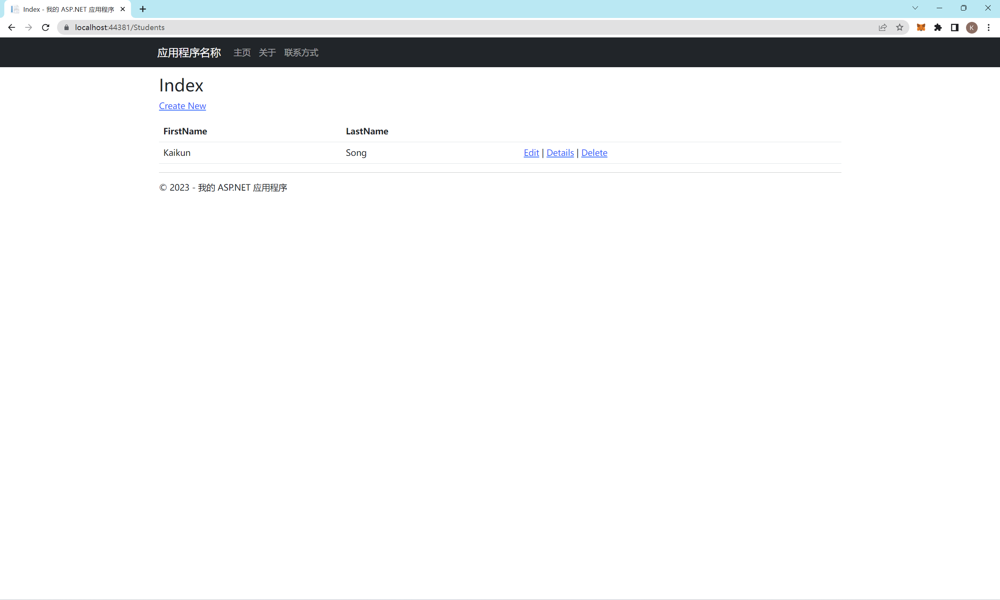 Index - 我的 ASP.NET 应用程序
localhost:44381/Students
K
应用程序名称 主页 关于 联系方式
Index
Create New
FirstName LastName
Kaikun Song Edit | Details | Delete
© 2023 - 我的 ASP.NET 应用程序